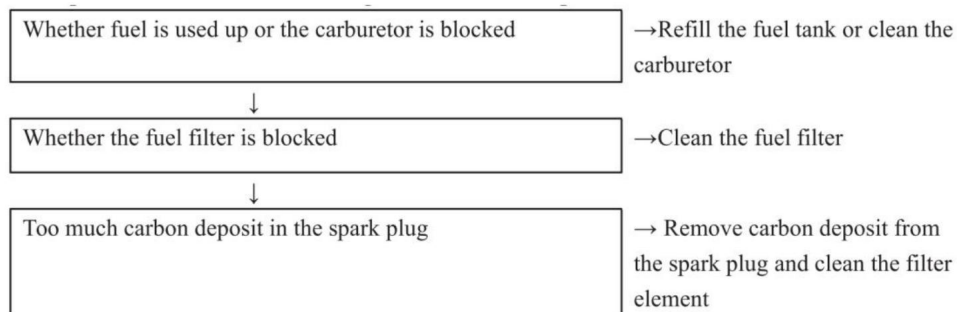 Whether fuel is used up or the carburetor is blocked
→Refill the fuel tank or clean the
carburetor
↓
Whether the fuel filter is blocked
→Clean the fuel filter
↓
Too much carbon deposit in the spark plug
→ Remove carbon deposit from
the spark plug and clean the filter
element